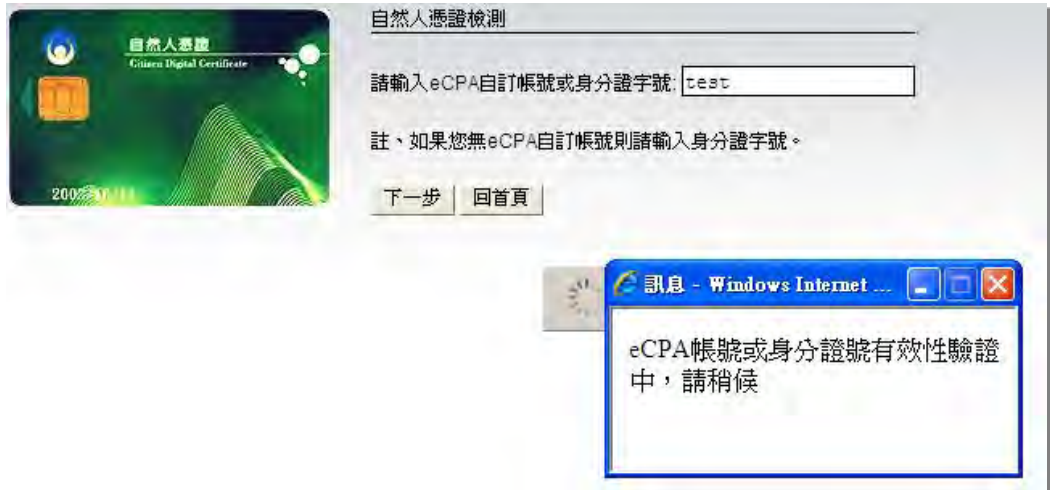 自然人憑證檢測
自然人憑證
Citizen Digital Certificate
請輸入eCPA自訂帳號或身分證字號: test
註、如果您無eCPA自訂帳號則請輸入身分證字號。
下一步 回首頁
訊息 - Windows Internet ...
eCPA帳號或身分證號有效性驗證
中，請稍候